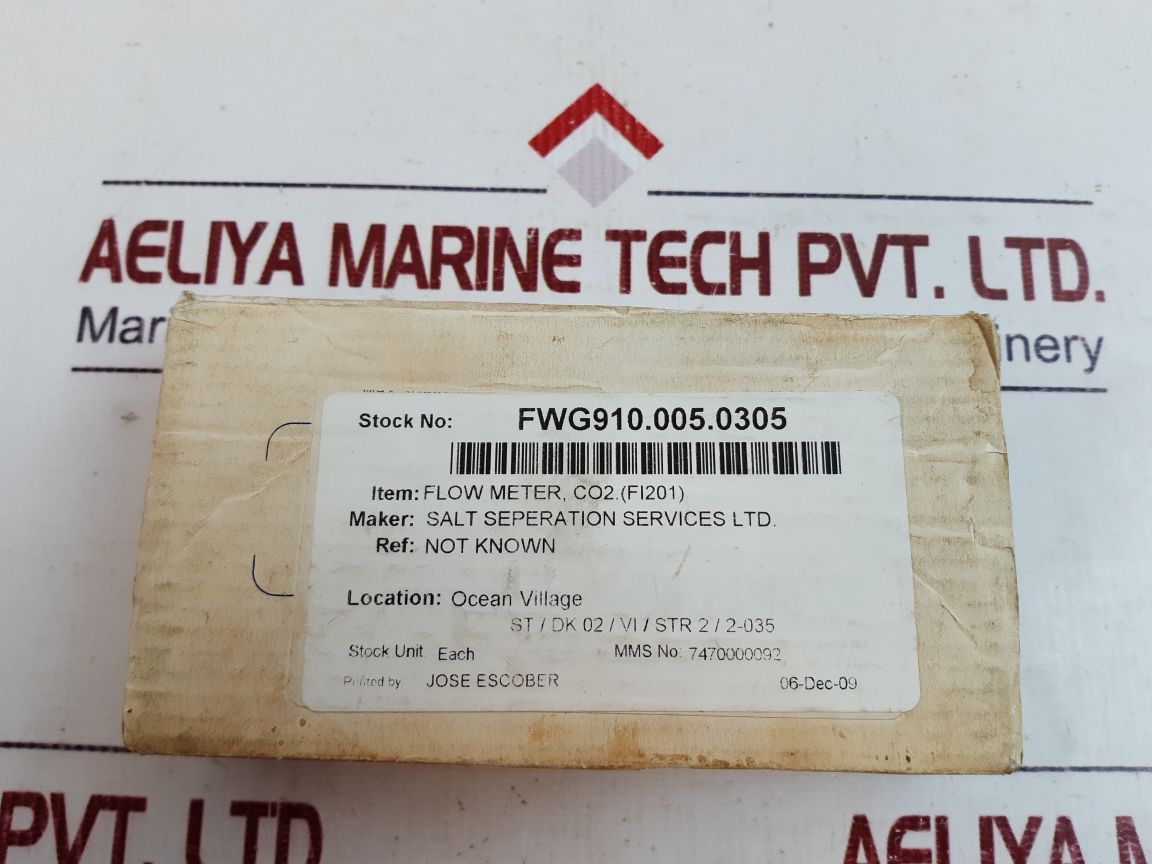 AELIYA MARINE TECH PVT. LTD.
Mar inery
Stock No: FWG910.005.0305
Item: FLOW METER, CO2.(FI201)
Maker: SALT SEPERATION SERVICES LTD.
Ref: NOT KNOWN
Location: Ocean Village
ST / DK 02 / VI / STR 2 / 2-035
Stock Unit Each MMS No: 7470000092
Printed by JOSE ESCOBER 06-Dec-09
PVT. LTD. AELIYA M